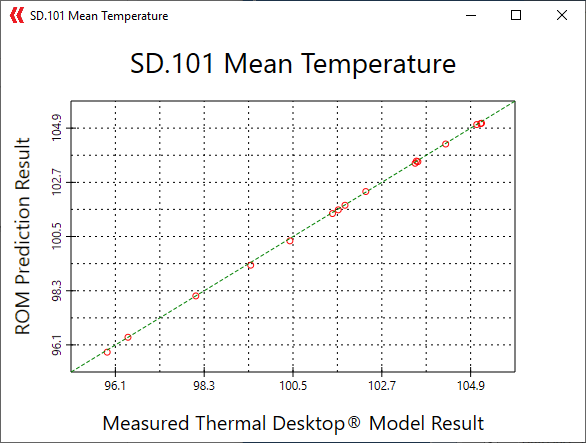 SD.101 Mean Temperature
SD.101 Mean Temperature
ROM Prediction Result
104.9
102.7
100.5
98.3
96.1
96.1 98.3 100.5 102.7 104.9
Measured Thermal Desktop® Model Result